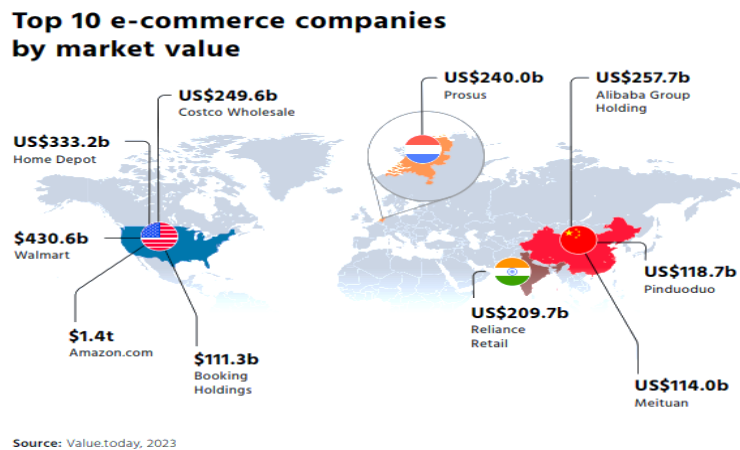 Top 10 e-commerce companies
by market value
US$249.6b
Costco Wholesale
US$240.0b
Prosus
US$257.7b
Alibaba Group
Holding
US$333.2b
Home Depot
$430.6b
Walmart
US$118.7b
Pinduoduo
US$209.7b
Reliance
Retail
$1.4t
Amazon.com
$111.3b
Booking
Holdings
US$114.0b
Meituan
Source: Value.today, 2023